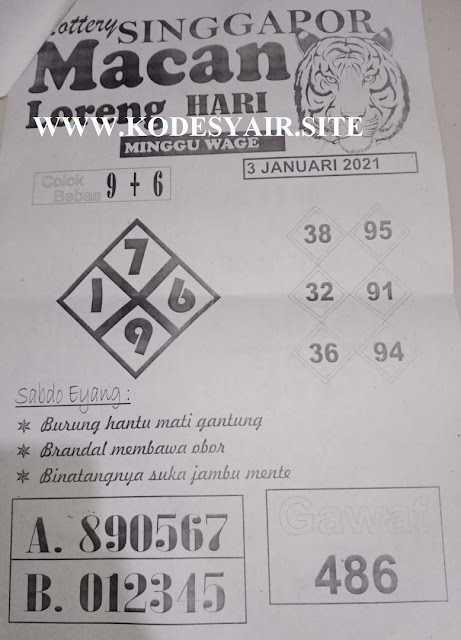 Lottery SINGGAPOR
Macan
Loreng HARI
WWW.KODESYAIR.SITE
MINGGU WAGE
3 JANUARI 2021
Colok
Bebas
9 + 6
7
1 6
9
38 95
32 91
36 94
Sabdo Eyang :
Burung hantu mati gantung
Brandal membawa obor
Binatangnya suka jambu mente
A. 890567
B. 012345
Gawat
486